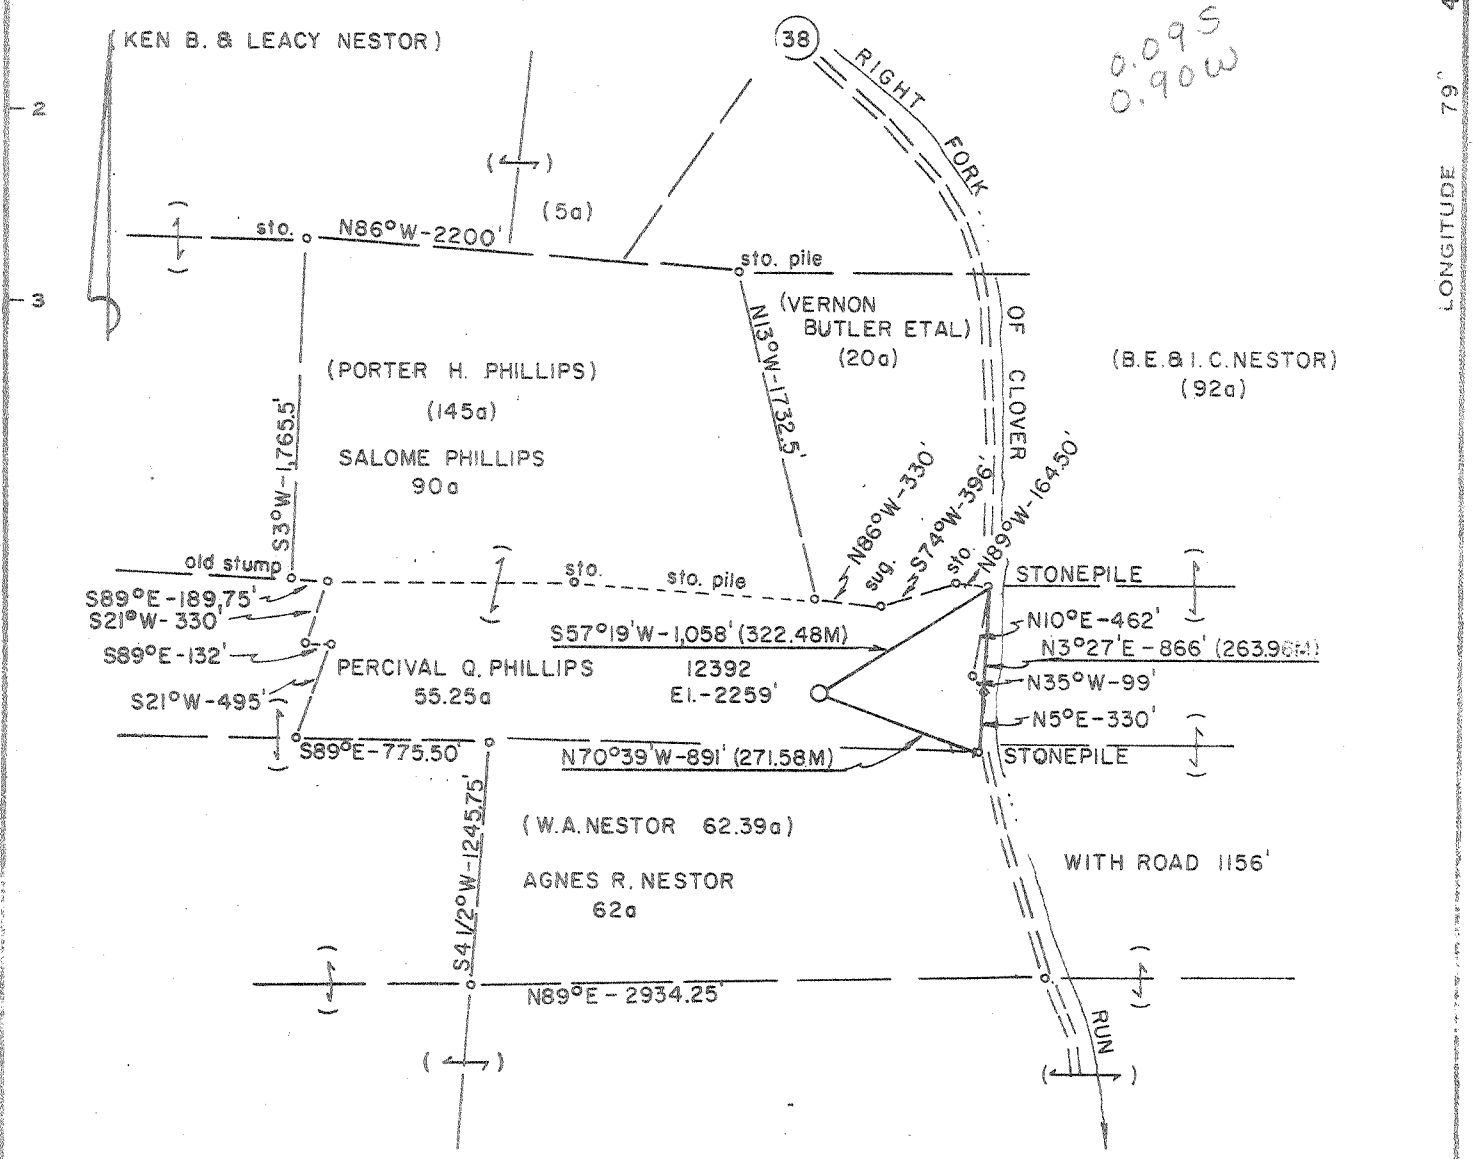 (KEN B. & LEACY NESTOR)
38
0.09S
0.90W
2
3
LONGITUDE 79°
4
RIGHT FORK
OF CLOVER
RUN
(5a)
sto.
N86°W-2200'
sto. pile
(VERNON
BUTLER ETAL)
(20a)
(B.E.& I.C.NESTOR)
(92a)
(PORTER H. PHILLIPS)
(145a)
SALOME PHILLIPS
90a
S3°W-1,765.5'
N13°W-1732.5'
N86°W-330'
sug.
S74°W-396'
sto.
N89°W-164.50'
old stump
sto.
sto. pile
STONEPILE
S89°E-189,75'
S21°W-330'
S89°E-132'
S21°W-495'
S57°19'W-1,058' (322.48M)
N10°E-462'
N3°27'E-866' (263.96M)
N35°W-99'
N5°E-330'
PERCIVAL Q. PHILLIPS
55.25a
12392
El.-2259'
S89°E-775.50'
N70°39'W-891' (271.58M)
STONEPILE
S4 1/2°W-1245.75'
(W.A.NESTOR 62.39a)
AGNES R. NESTOR
62a
WITH ROAD 1156'
N89°E-2934.25'